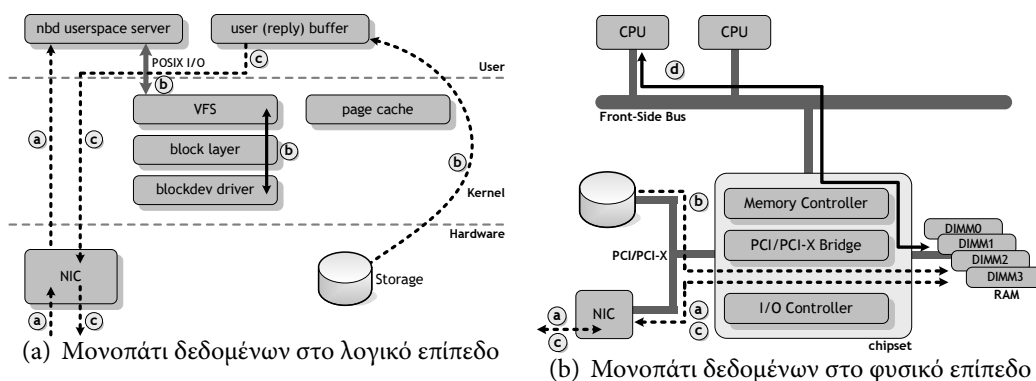 nbd userspace server
user (reply) buffer
POSIX I/O
c
b
User
VFS
page cache
a
c
block layer
b
b
blockdev driver
Kernel
Hardware
NIC
Storage
a
c
(a) Μονοπάτι δεδομένων στο λογικό επίπεδο
CPU
CPU
d
Front-Side Bus
b
Memory Controller
PCI/PCI-X
PCI/PCI-X Bridge
DIMM0
DIMM1
DIMM2
DIMM3
RAM
a
NIC
a
c
c
I/O Controller
chipset
(b) Μονοπάτι δεδομένων στο φυσικό επίπεδο